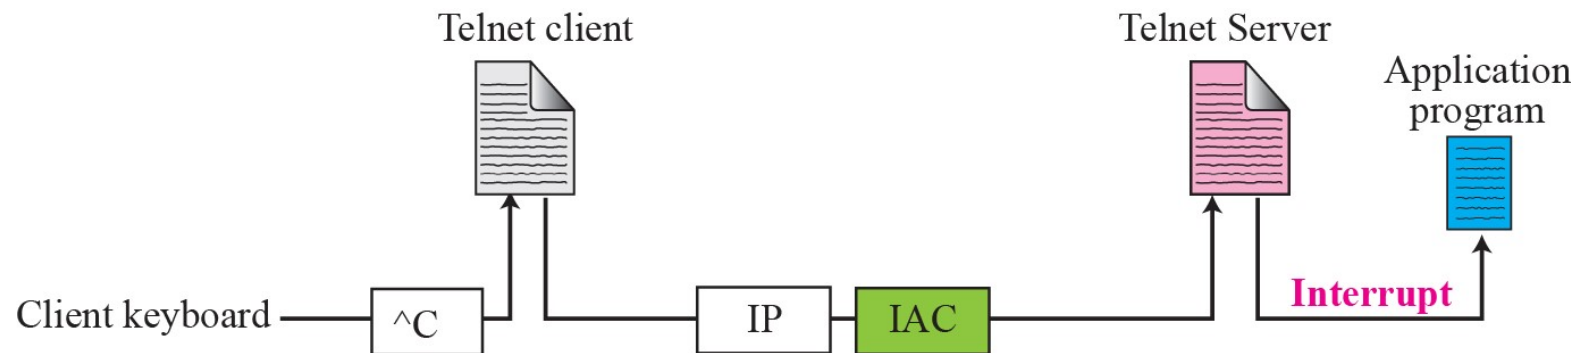 Telnet client
Telnet Server
Application
program
Client keyboard
^C
IP
IAC
Interrupt